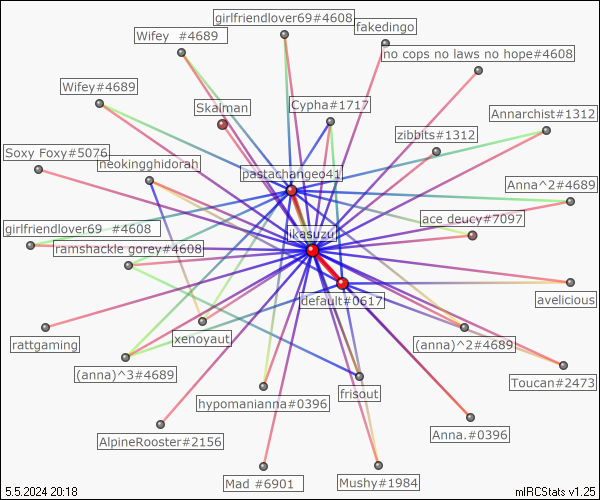 girlfriendlover69#4608
fakedingo
Wifey  #4689
no cops no laws no hope#4608
Wifey#4689
Skalman
Cypha#1717
Annarchist#1312
zibbits#1312
Soxy Foxy#5076
neokingghidorah
pastachangeo41
Anna^2#4689
ace deucy#7097
girlfriendlover69  #4608
ikasuzu
ramshackle gorey#4608
default#0617
avelicious
rattgaming
xenoyaut
(anna)^2#4689
(anna)^3#4689
Toucan#2473
frisout
hypomanianna#0396
Anna.#0396
AlpineRooster#2156
Mad  #6901
Mushy#1984
5.5.2024 20:18
mIRCStats v1.25